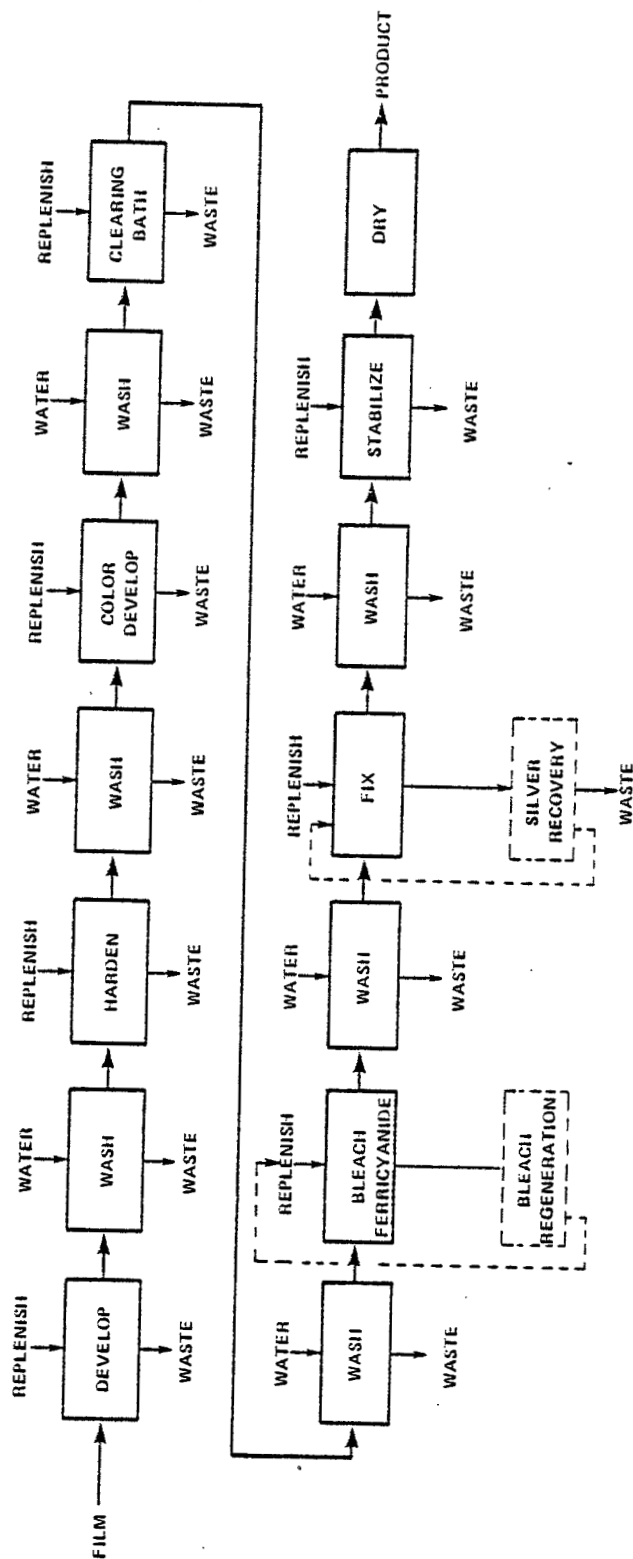 FILM
REPLENISH
DEVELOP
WASTE
WATER
WASH
WASTE
REPLENISH
HARDEN
WASTE
WATER
WASH
WASTE
REPLENISH
COLOR
DEVELOP
WASTE
WATER
WASH
WASTE
REPLENISH
CLEARING
BATH
WASTE
WATER
WASH
WASTE
REPLENISH
BLEACH
FERRICYANIDE
BLEACH
REGENERATION
WATER
WASH
WASTE
REPLENISH
FIX
SILVER
RECOVERY
WASTE
WATER
WASH
WASTE
REPLENISH
STABILIZE
WASTE
DRY
PRODUCT